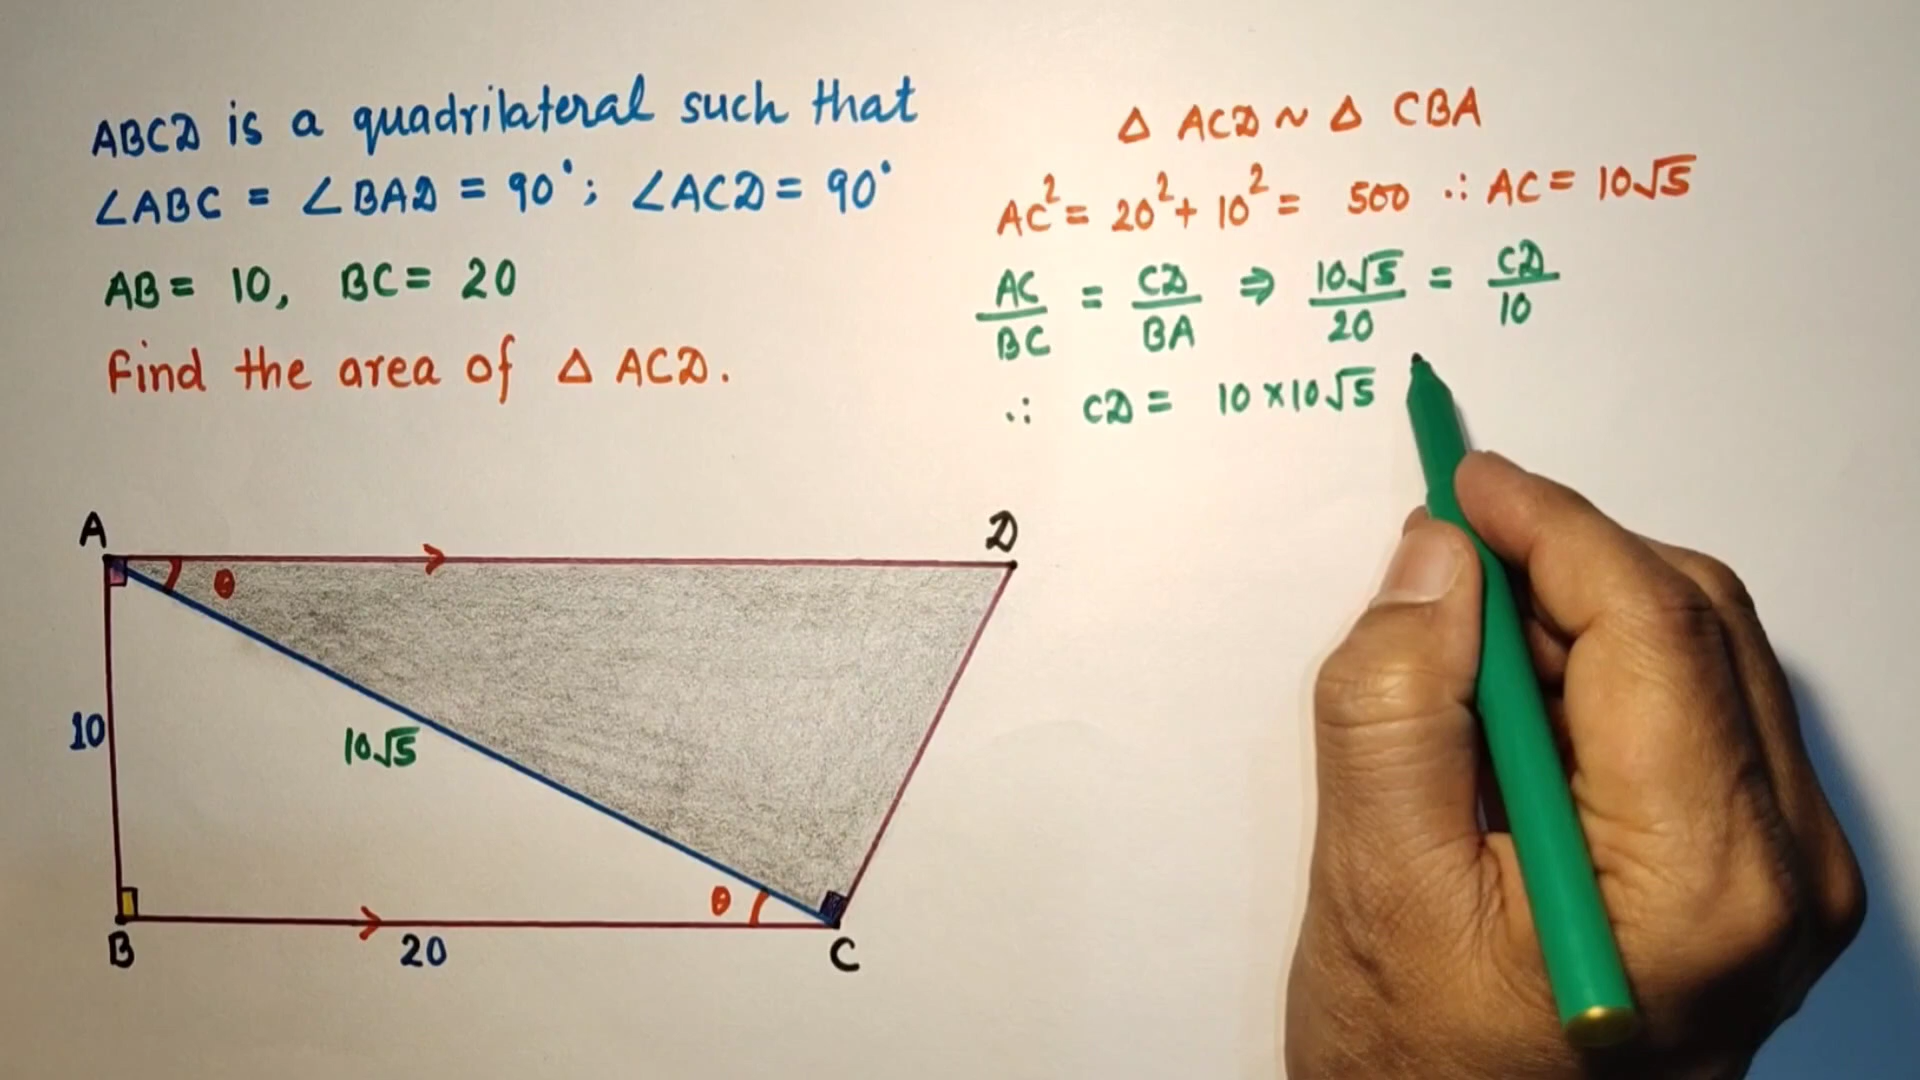 ABCD is a quadrilateral such that
∠ABC = ∠BAD = 90°; ∠ACD = 90°
AB = 10, BC = 20
Find the area of △ ACD.
△ ACD ~ △ CBA
AC² = 20² + 10² = 500 ∴ AC = 10√5
AC/BC = CD/BA ⇒ 10√5/20 = CD/10
∴ CD = 10 × 10√5
A
D
θ
10
10√5
θ
B
20
C